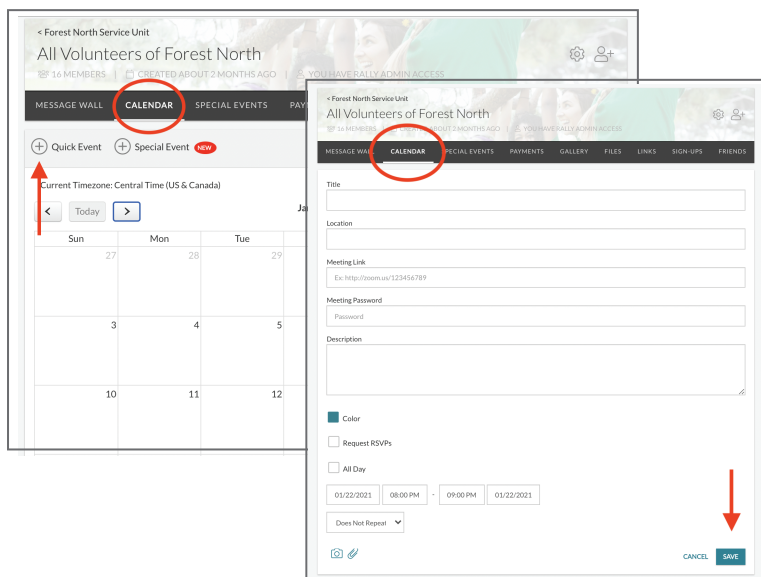 < Forest North Service Unit
All Volunteers of Forest North
16 MEMBERS | CREATED ABOUT 2 MONTHS AGO | YOU HAVE RALLY ADMIN ACCESS
MESSAGE WALL CALENDAR SPECIAL EVENTS PAY
Quick Event Special Event NEW
Current Timezone: Central Time (US & Canada)
< Today > Ja
Sun Mon Tue
27 28 29
3 4 5
10 11 12
< Forest North Service Unit
All Volunteers of Forest North
16 MEMBERS | CREATED ABOUT 2 MONTHS AGO | YOU HAVE RALLY ADMIN ACCESS
MESSAGE WALL CALENDAR SPECIAL EVENTS PAYMENTS GALLERY FILES LINKS SIGN-UPS FRIENDS
Title
Location
Meeting Link
Ex: http://zoom.us/123456789
Meeting Password
Password
Description
Color
Request RSVPs
All Day
01/22/2021 08:00 PM - 09:00 PM 01/22/2021
Does Not Repeat
CANCEL SAVE